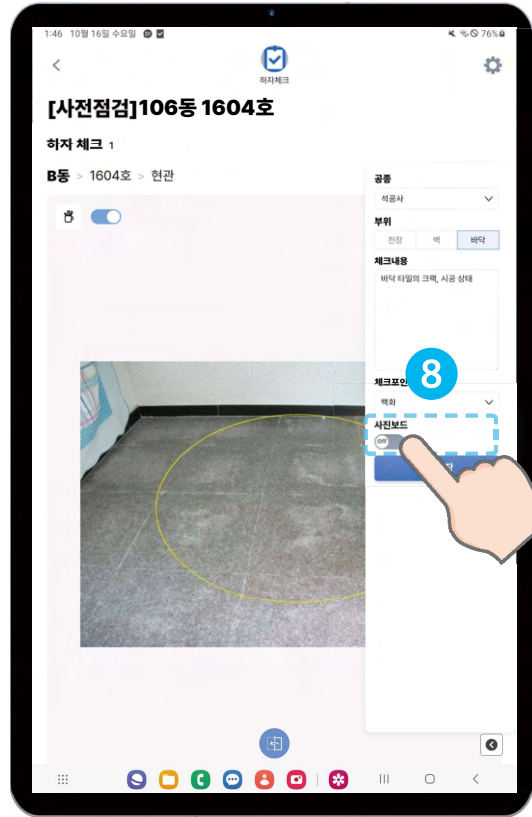 1:46 10월 16일 수요일
76%
하자체크
[사전점검]106동 1604호
하자 체크 1
B동 > 1604호 > 현관
공종
석공사
부위
천장 벽 바닥
체크내용
바닥 타일의 크랙, 시공 상태
8
체크포인
백화
사진보드
Off